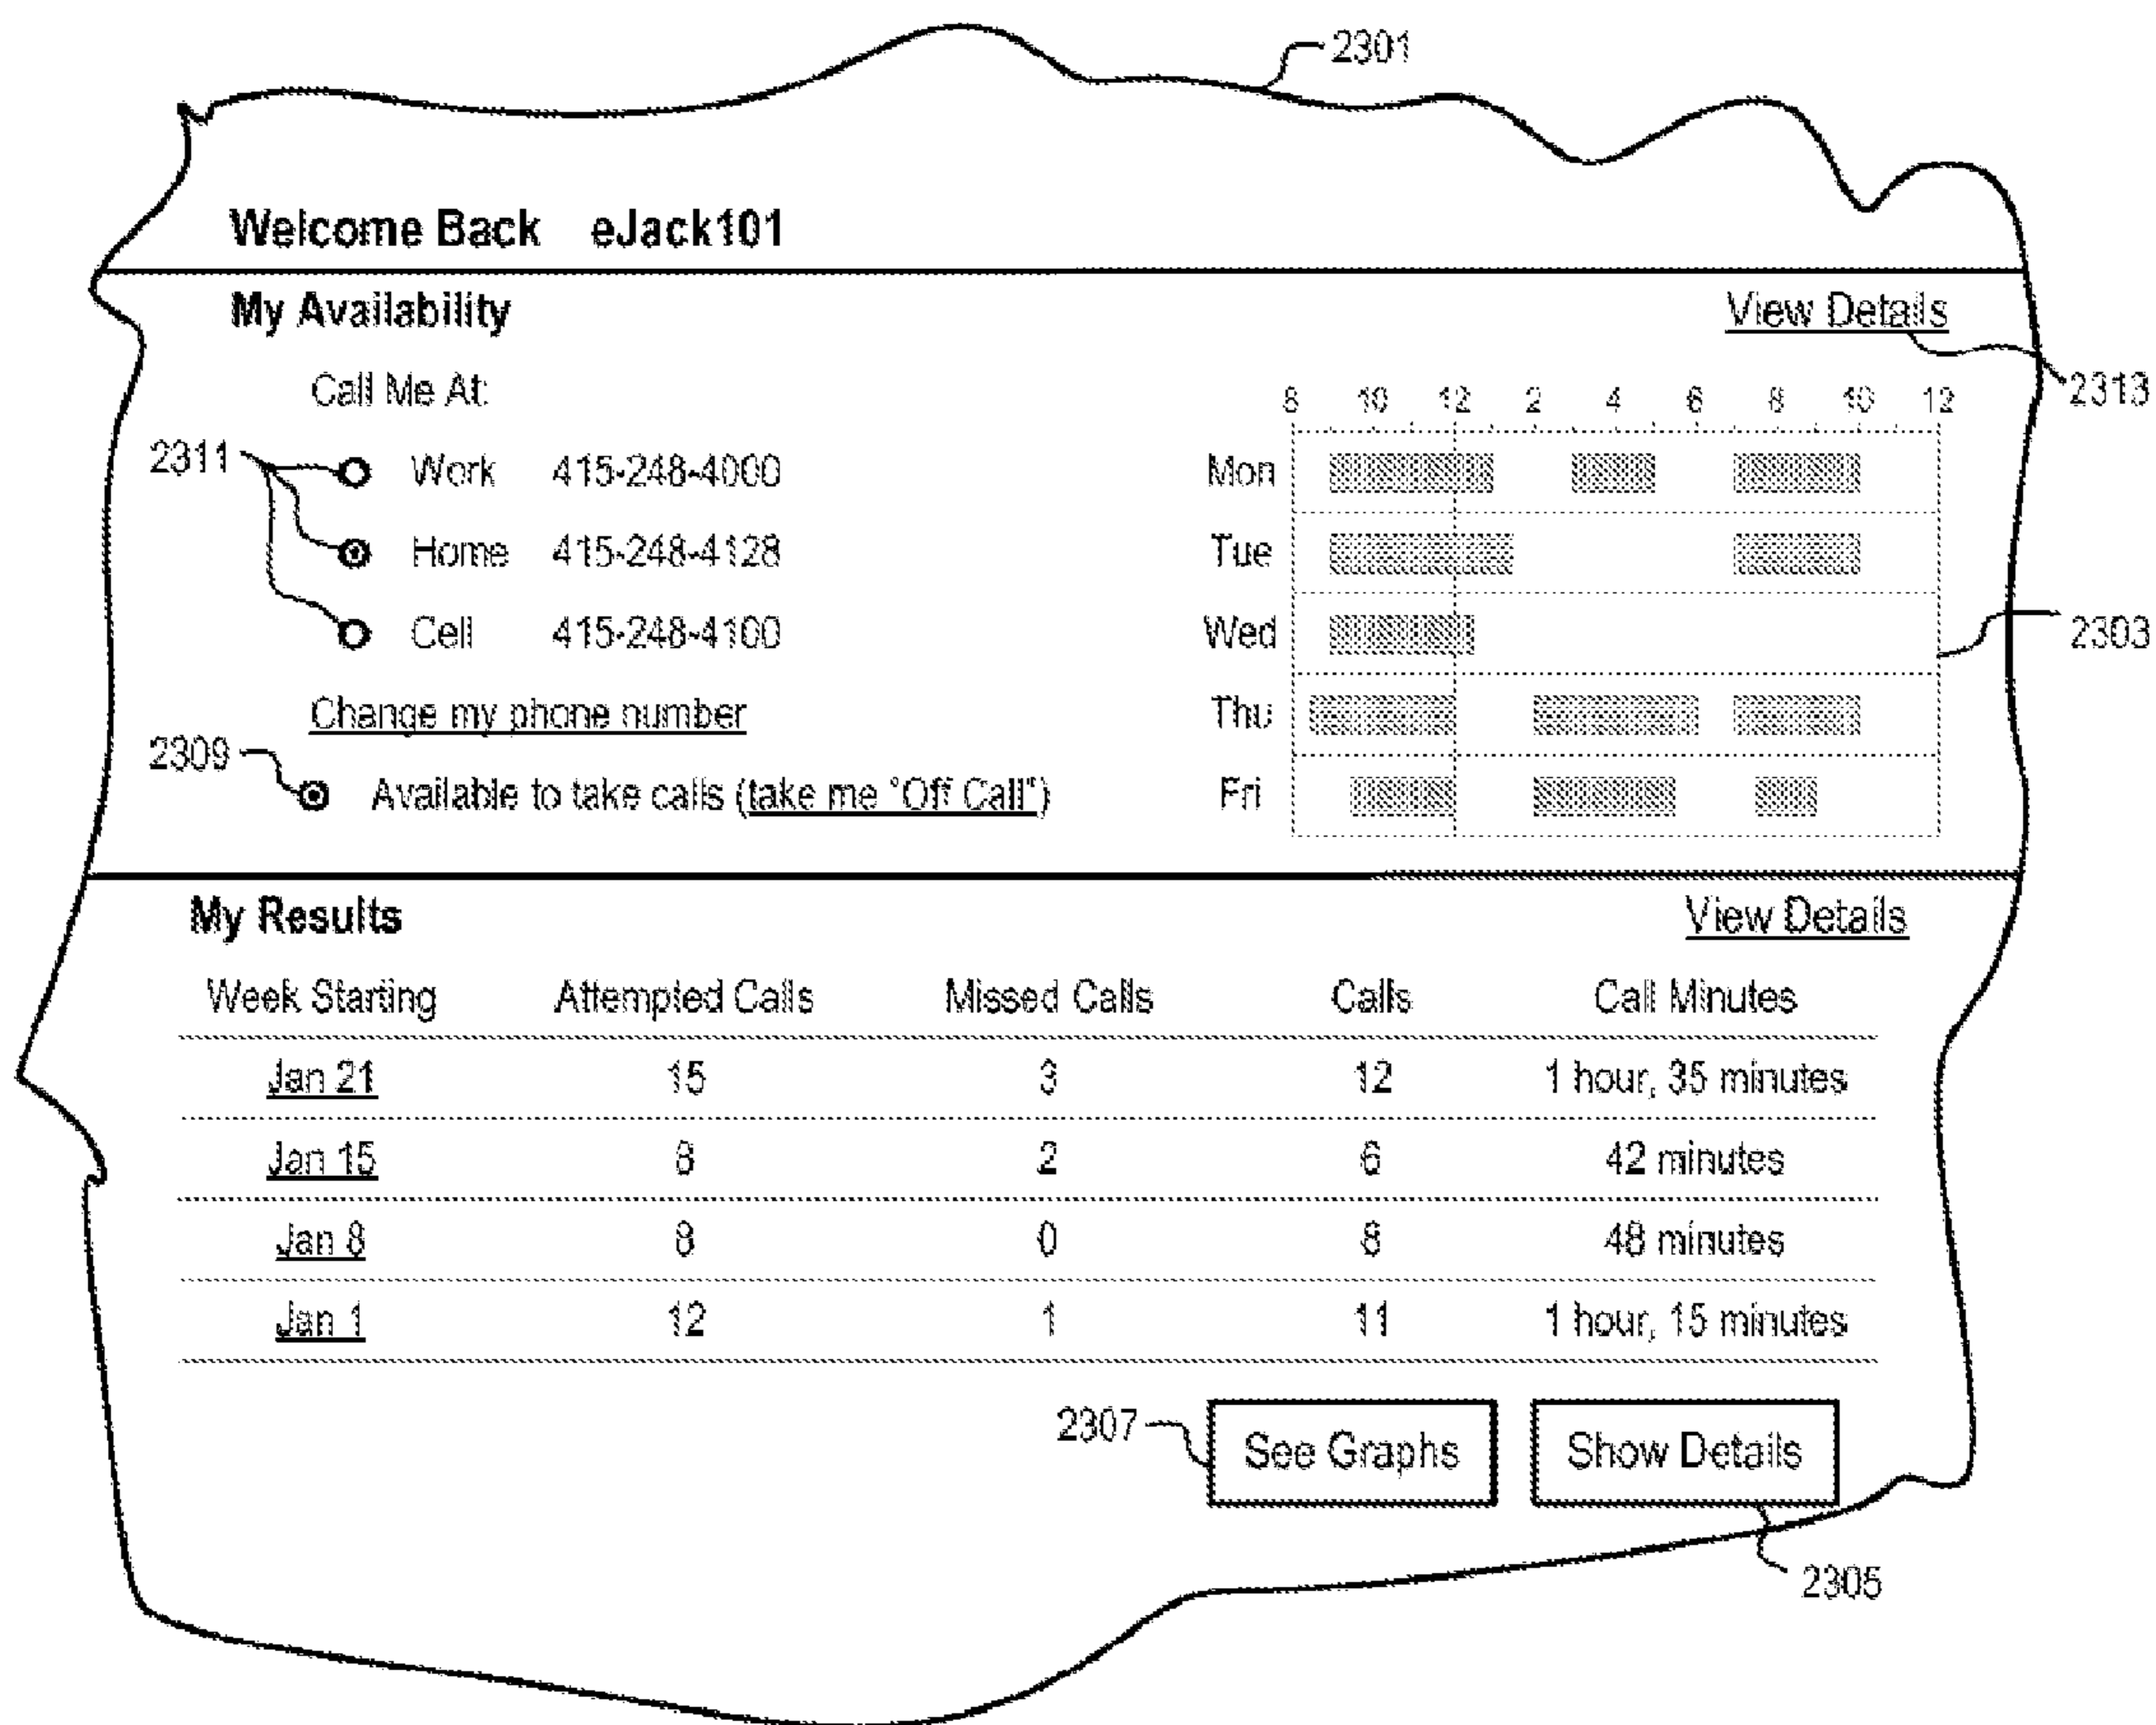 2301
Welcome Back eJack101
My Availability View Details
2313
Call Me At:
8 10 12 2 4 6 8 10 12
2311 Work 415-248-4000 Mon
Home 415-248-4128 Tue
Cell 415-248-4100 Wed 2303
Change my phone number Thu
2309 Available to take calls (take me "Off Call") Fri
My Results View Details
Week Starting Attempted Calls Missed Calls Calls Call Minutes
Jan 21 15 3 12 1 hour, 35 minutes
Jan 15 8 2 6 42 minutes
Jan 8 8 0 8 48 minutes
Jan 1 12 1 11 1 hour, 15 minutes
2307 See Graphs Show Details
2305